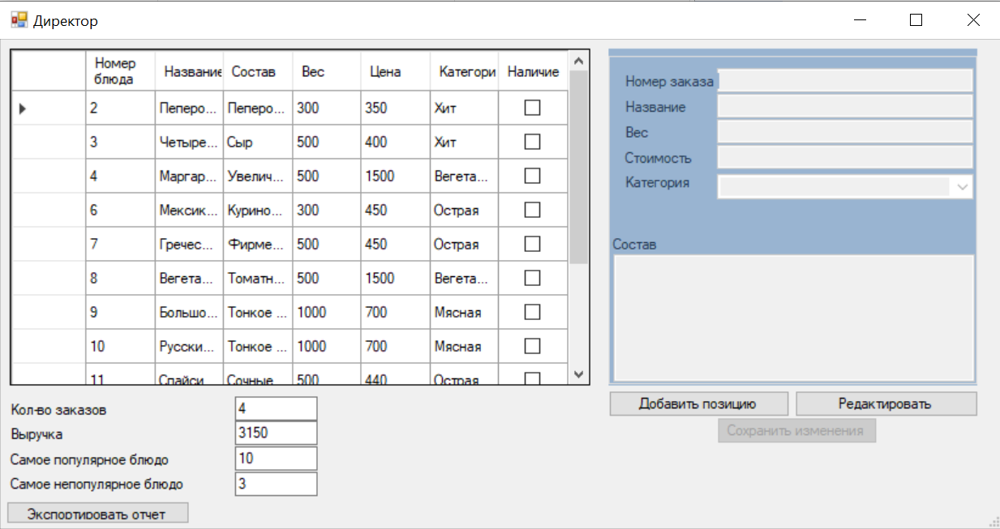 Директор
Номер блюда Название Состав Вес Цена Категори Наличие
2 Пеперо... Пеперо... 300 350 Хит
3 Четыре... Сыр 500 400 Хит
4 Маргар... Увелич... 500 1500 Вегета...
6 Мексик... Курино... 300 450 Острая
7 Гречес... Фирме... 500 450 Острая
8 Вегета... Томатн... 500 1500 Вегета...
9 Большо... Тонкое ... 1000 700 Мясная
10 Русски... Тонкое ... 1000 700 Мясная
11 Спайси Сочные 500 440 Острая
Кол-во заказов 4
Выручка 3150
Самое популярное блюдо 10
Самое непопулярное блюдо 3
Экспортировать отчет
Номер заказа
Название
Вес
Стоимость
Категория
Состав
Добавить позицию Редактировать
Сохранить изменения